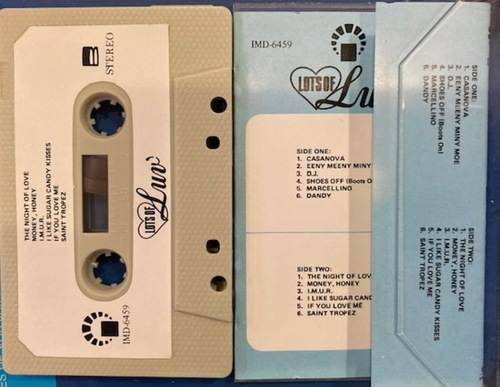 B STEREO
THE NIGHT OF LOVE
MONEY, HONEY
I.M.U.R.
I LIKE SUGAR CANDY KISSES
IF YOU LOVE ME
SAINT TROPEZ
LOTS OF
Luv
IMD-6459
IMD-6459
LOTS OF
Lu
SIDE ONE:
1. CASANOVA
2. EENY MEENY MINY
3. D.J.
4. SHOES OFF (Boots O
5. MARCELLINO
6. DANDY
SIDE TWO:
1. THE NIGHT OF LOV
2. MONEY, HONEY
3. I.M.U.R.
4. I LIKE SUGAR CAND
5. IF YOU LOVE ME
6. SAINT TROPEZ
SIDE ONE:
1. CASANOVA
2. EENY MEENY MINY MOE
3. D.J.
4. SHOES OFF (Boots On)
5. MARCELLINO
6. DANDY
SIDE TWO:
1. THE NIGHT OF LOVE
2. MONEY, HONEY
3. I.M.U.R.
4. I LIKE SUGAR CANDY KISSES
5. IF YOU LOVE ME
6. SAINT TROPEZ